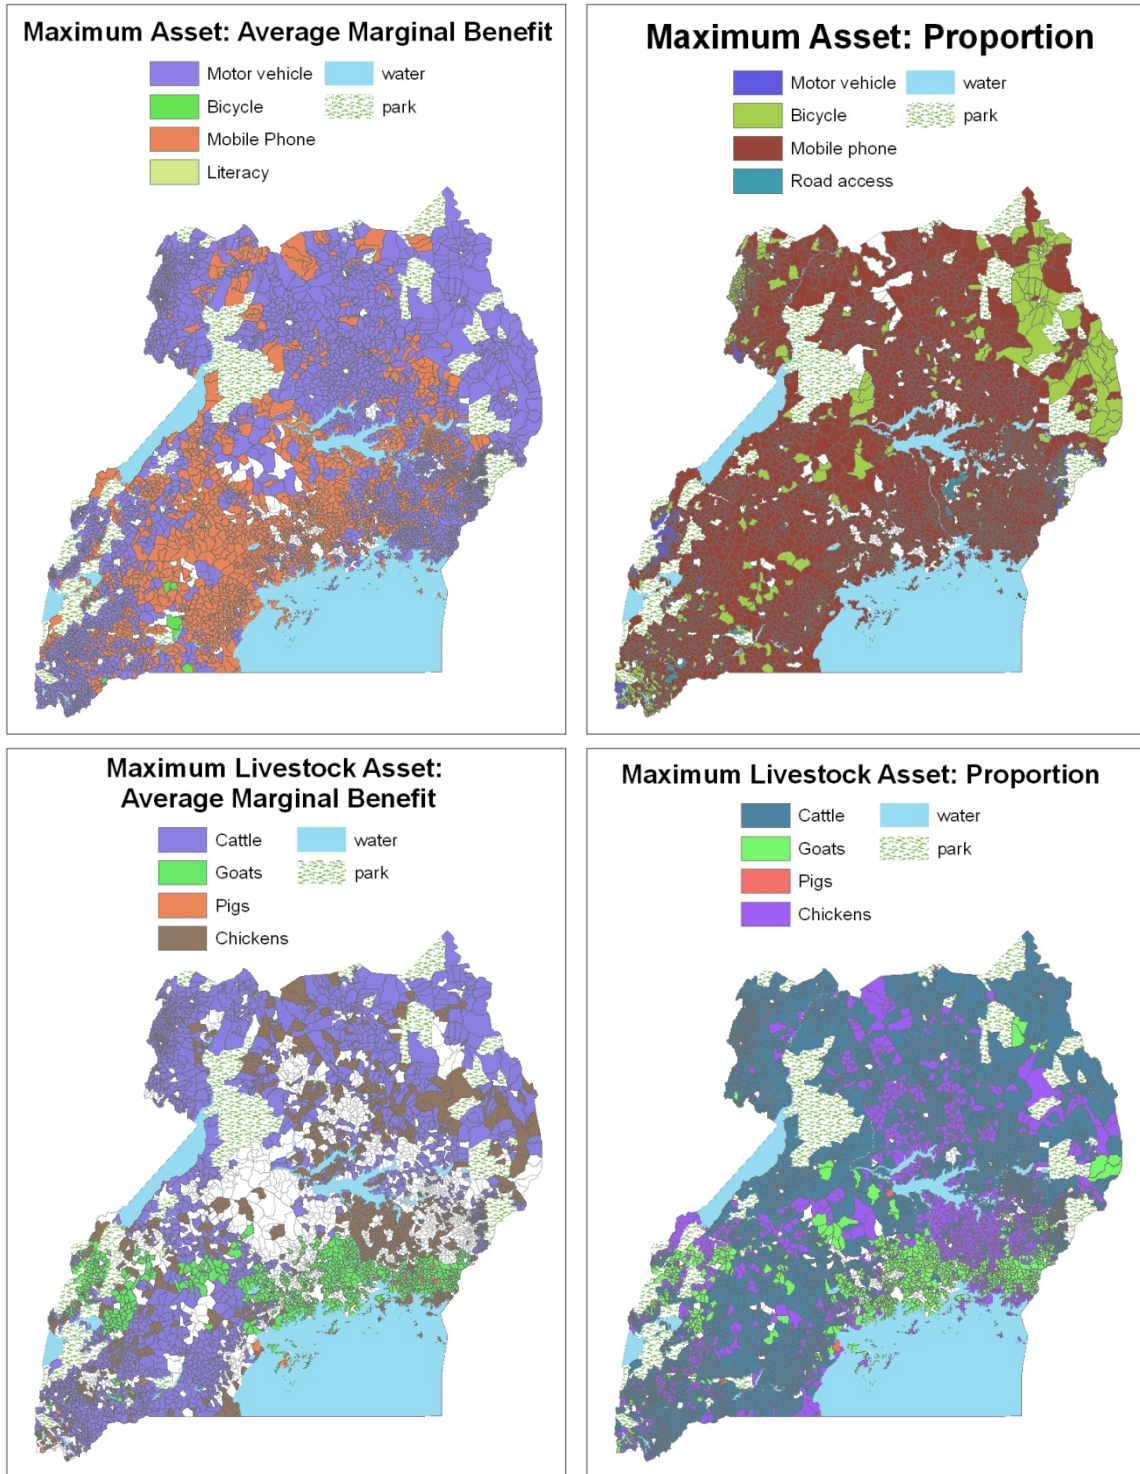 Maximum Asset: Average Marginal Benefit
Motor vehicle
water
Bicycle
park
Mobile Phone
Literacy
Maximum Asset: Proportion
Motor vehicle
water
Bicycle
park
Mobile phone
Road access
Maximum Livestock Asset:
Average Marginal Benefit
Cattle
water
Goats
park
Pigs
Chickens
Maximum Livestock Asset: Proportion
Cattle
water
Goats
park
Pigs
Chickens